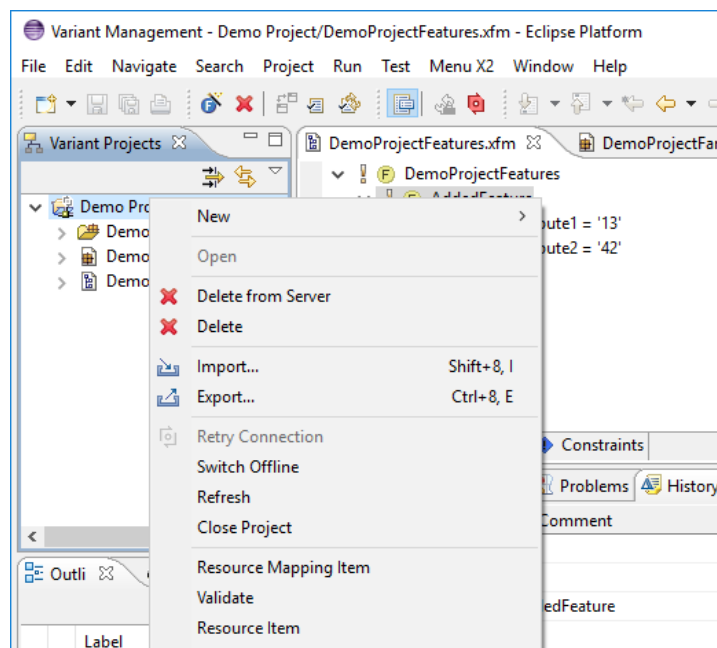 Variant Management - Demo Project/DemoProjectFeatures.xfm - Eclipse Platform
File Edit Navigate Search Project Run Test Menu X2 Window Help
Variant Projects
DemoProjectFeatures.xfm
DemoProjectFa
DemoProjectFeatures
Demo Pro
Demo
Demo
Demo
bute1 = '13'
bute2 = '42'
New
Open
Delete from Server
Delete
Import... Shift+8, I
Export... Ctrl+8, E
Retry Connection
Switch Offline
Refresh
Close Project
Resource Mapping Item
Validate
Resource Item
Constraints
Problems History
Comment
edFeature
Outli
Label